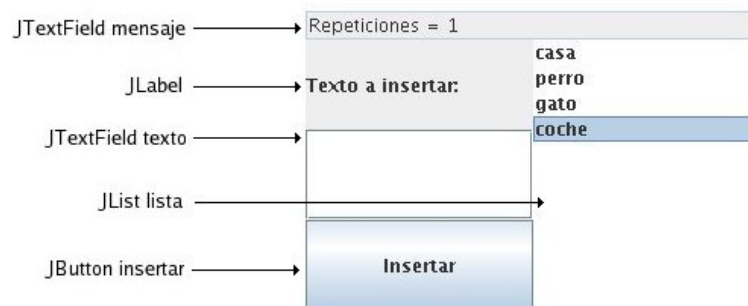 JTextField mensaje
Repeticiones = 1
JLabel
Texto a insertar:
casa
perro
gato
coche
JTextField texto
JList lista
JButton insertar
Insertar